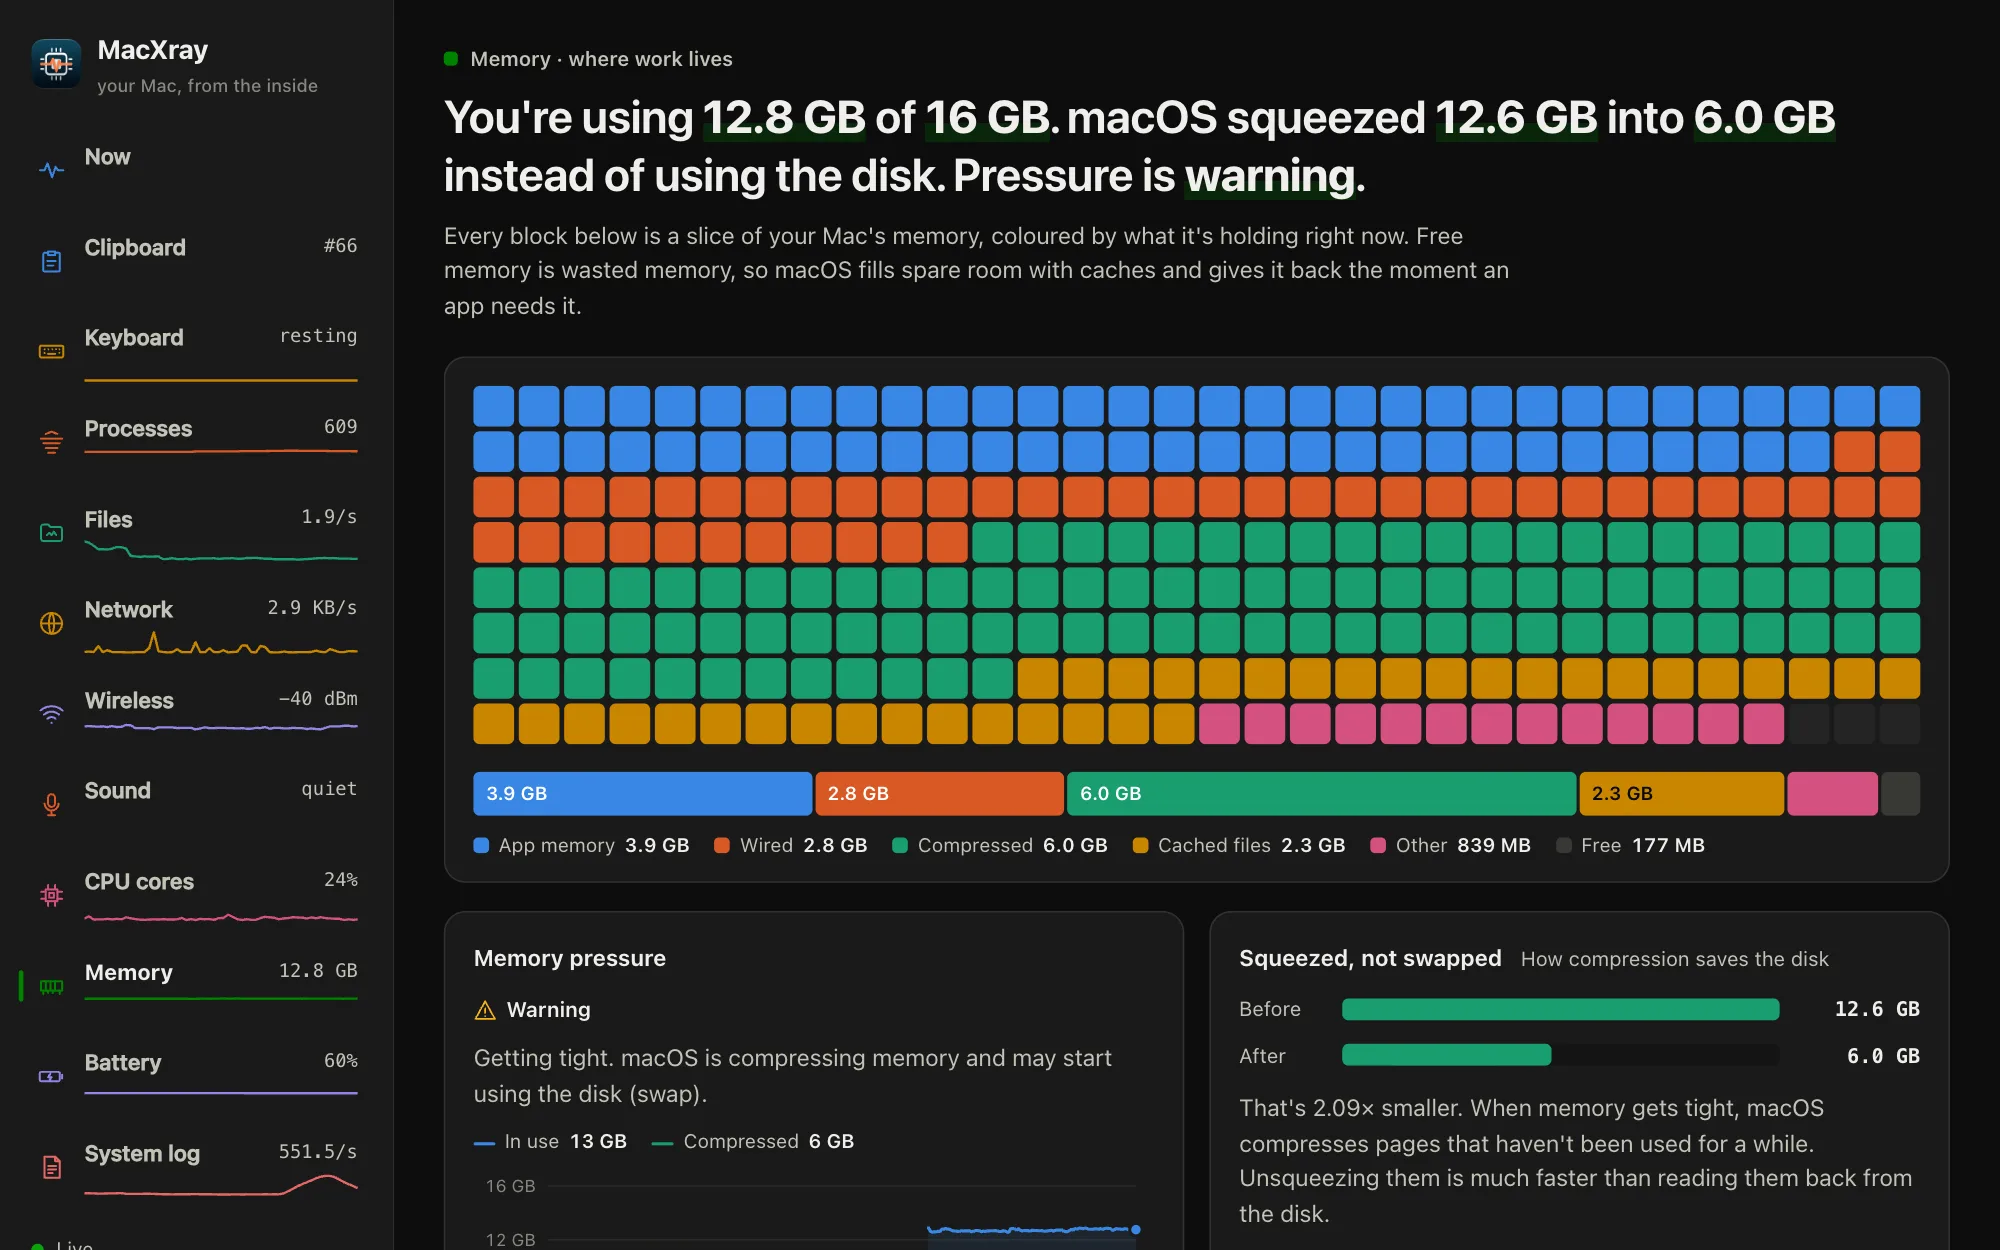 MacXray
your Mac, from the inside
Now
Clipboard #66
Keyboard resting
Processes 609
Files 1.9/s
Network 2.9 KB/s
Wireless −40 dBm
Sound quiet
CPU cores 24%
Memory 12.8 GB
Battery 60%
System log 551.5/s
Live
Memory · where work lives
You're using 12.8 GB of 16 GB. macOS squeezed 12.6 GB into 6.0 GB
instead of using the disk. Pressure is warning.
Every block below is a slice of your Mac's memory, coloured by what it's holding right now. Free
memory is wasted memory, so macOS fills spare room with caches and gives it back the moment an
app needs it.
3.9 GB 2.8 GB 6.0 GB 2.3 GB
App memory 3.9 GB Wired 2.8 GB Compressed 6.0 GB Cached files 2.3 GB Other 839 MB Free 177 MB
Memory pressure
Warning
Getting tight. macOS is compressing memory and may start
using the disk (swap).
In use 13 GB Compressed 6 GB
16 GB
12 GB
Squeezed, not swapped How compression saves the disk
Before 12.6 GB
After 6.0 GB
That's 2.09× smaller. When memory gets tight, macOS
compresses pages that haven't been used for a while.
Unsqueezing them is much faster than reading them back from
the disk.